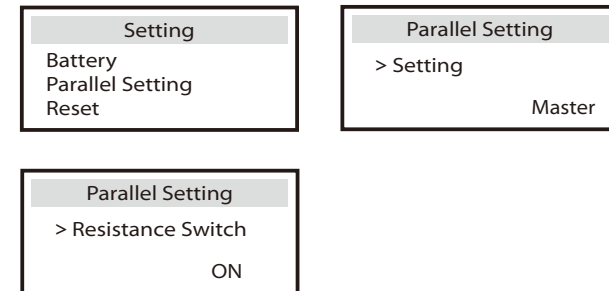 Setting
Battery
Parallel Setting
Reset
Parallel Setting
> Setting
Master
Parallel Setting
> Resistance Switch
ON